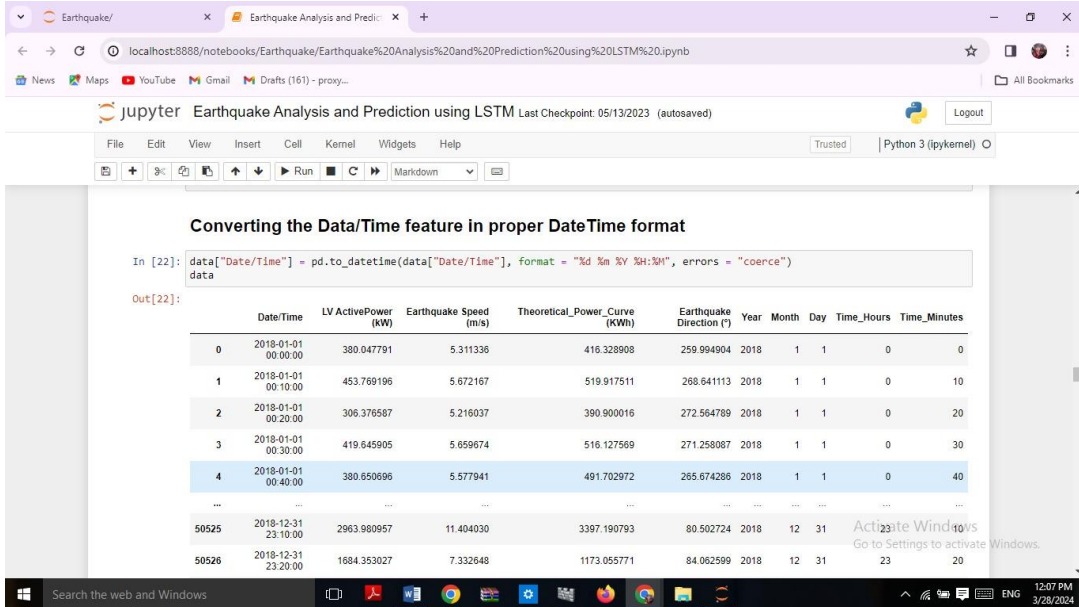 Earthquake/
Earthquake Analysis and Predic
localhost:8888/notebooks/Earthquake/Earthquake%20Analysis%20and%20Prediction%20using%20LSTM%20.ipynb
News Maps YouTube Gmail Drafts (161) - proxy... All Bookmarks
jupyter Earthquake Analysis and Prediction using LSTM Last Checkpoint: 05/13/2023 (autosaved) Logout
File Edit View Insert Cell Kernel Widgets Help Trusted Python 3 (ipykernel)
Run Markdown
Converting the Data/Time feature in proper DateTime format
In [22]: data["Date/Time"] = pd.to_datetime(data["Date/Time"], format = "%d %m %Y %H:%M", errors = "coerce")
data
Out[22]:
Date/Time LV ActivePower (kW) Earthquake Speed (m/s) Theoretical_Power_Curve (KWh) Earthquake Direction (°) Year Month Day Time_Hours Time_Minutes
0 2018-01-01 00:00:00 380.047791 5.311336 416.328908 259.994904 2018 1 1 0 0
1 2018-01-01 00:10:00 453.769196 5.672167 519.917511 268.641113 2018 1 1 0 10
2 2018-01-01 00:20:00 306.376587 5.216037 390.900016 272.564789 2018 1 1 0 20
3 2018-01-01 00:30:00 419.645905 5.659674 516.127569 271.258087 2018 1 1 0 30
4 2018-01-01 00:40:00 380.650696 5.577941 491.702972 265.674286 2018 1 1 0 40
... ... ... ... ... ... ... ... ... ... ...
50525 2018-12-31 23:10:00 2963.980957 11.404030 3397.190793 80.502724 2018 12 31 23 10
50526 2018-12-31 23:20:00 1684.353027 7.332648 1173.055771 84.062599 2018 12 31 23 20
Activate Windows
Go to Settings to activate Windows.
Search the web and Windows
ENG
12:07 PM
3/28/2024